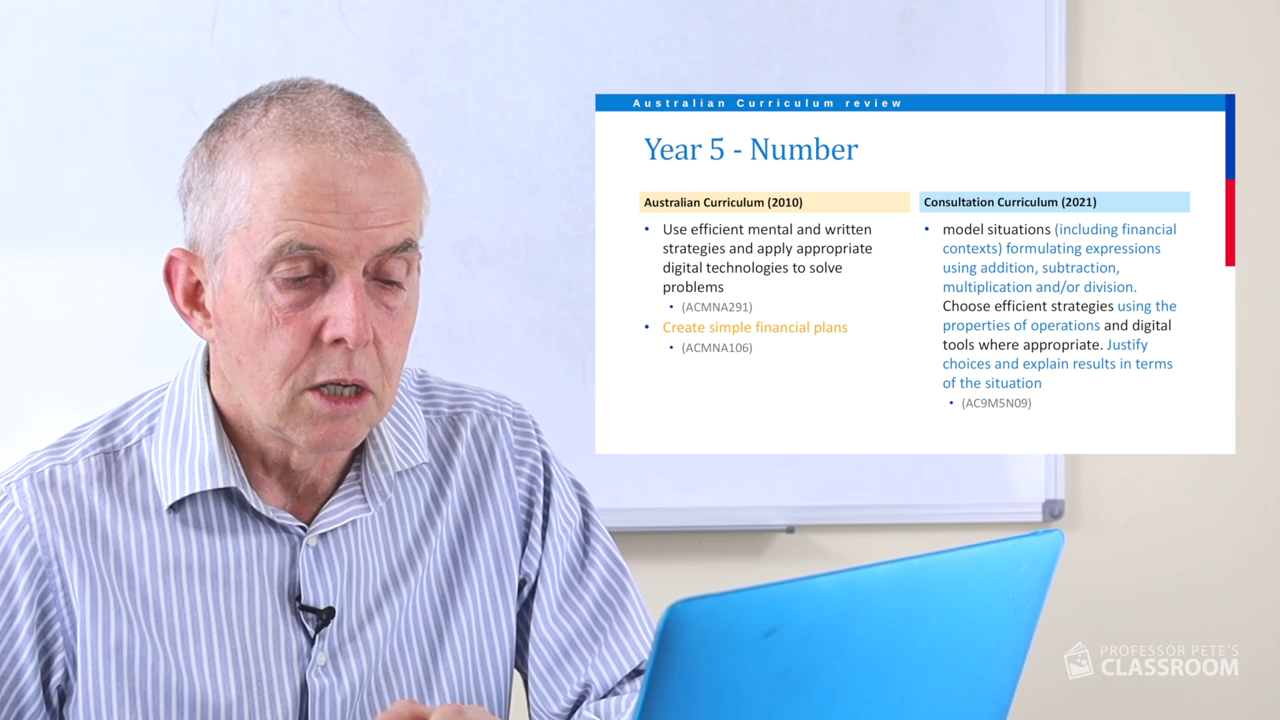 Australian Curriculum review
Year 5 - Number
Australian Curriculum (2010)
• Use efficient mental and written
strategies and apply appropriate
digital technologies to solve
problems
• (ACMNA291)
• Create simple financial plans
• (ACMNA106)
Consultation Curriculum (2021)
• model situations (including financial
contexts) formulating expressions
using addition, subtraction,
multiplication and/or division.
Choose efficient strategies using the
properties of operations and digital
tools where appropriate. Justify
choices and explain results in terms
of the situation
• (AC9M5N09)
PROFESSOR PETE'S
CLASSROOM